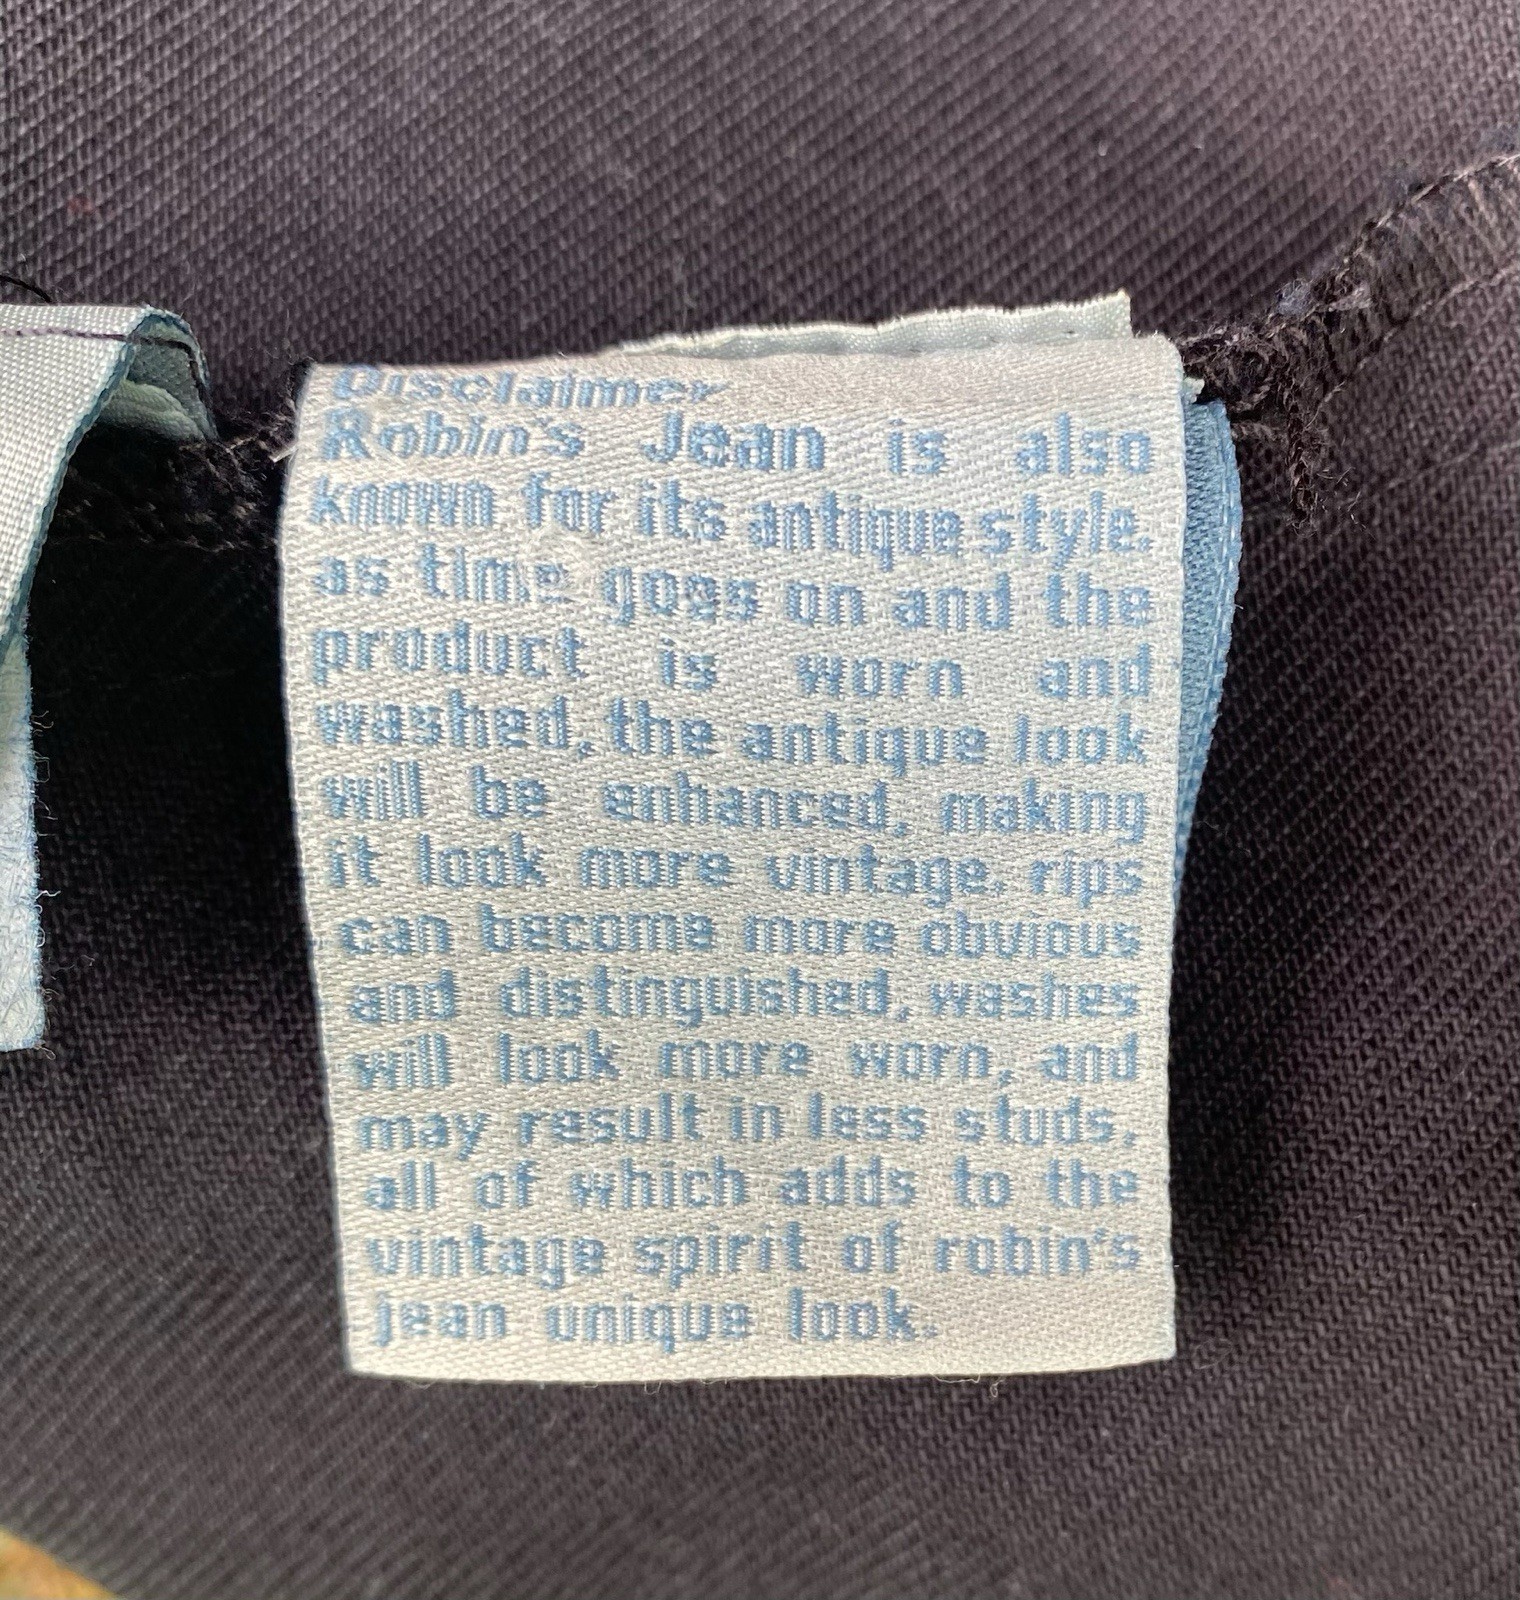 Disclaimer
Robin's Jean is also
known for its antique style.
as time goes on and the
product is worn and
washed, the antique look
will be enhanced, making
it look more vintage. rips
can become more obvious
and distinguished, washes
will look more worn, and
may result in less studs.
all of which adds to the
vintage spirit of robin's
jean unique look.